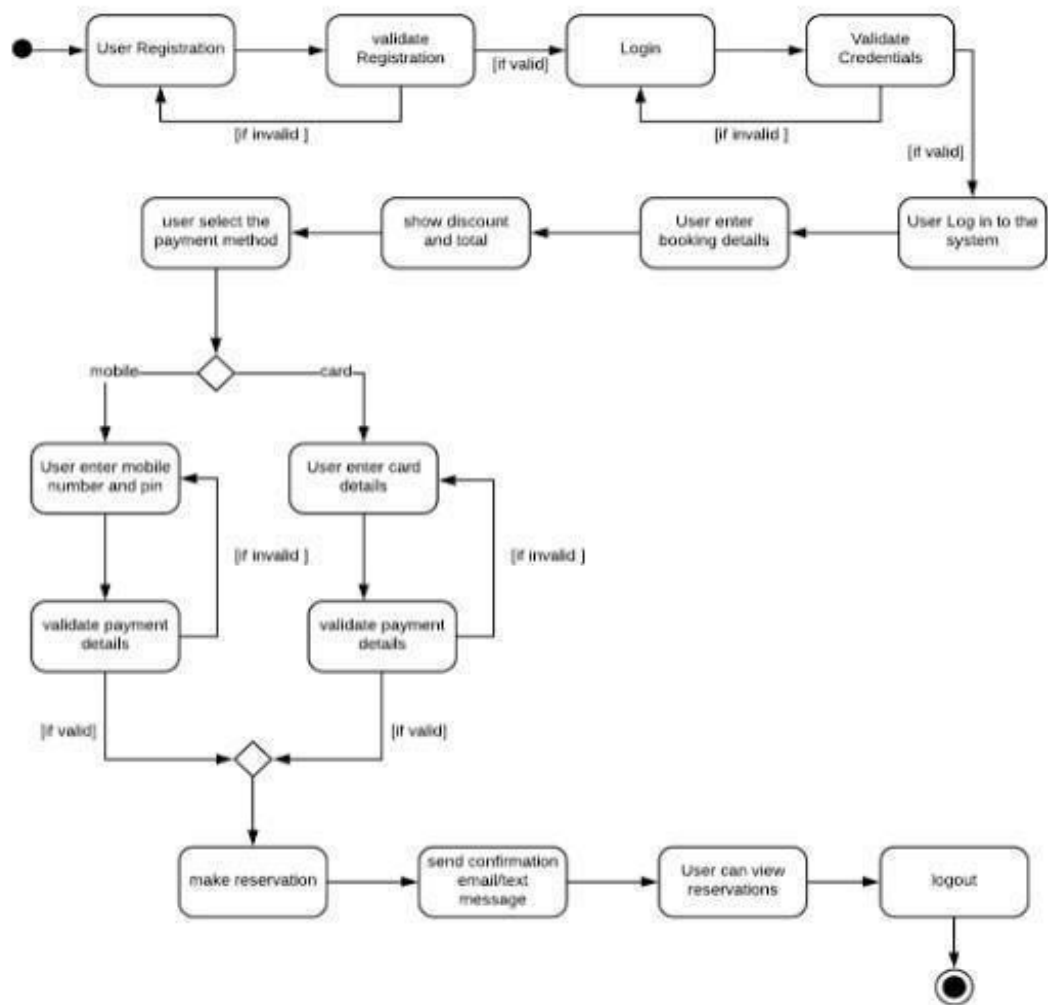 User Registration
validate
Registration
[if valid]
Login
Validate
Credentials
[if invalid ]
[if invalid ]
[if valid]
user select the
payment method
show discount
and total
User enter
booking details
User Log in to the
system
mobile
card
User enter mobile
number and pin
User enter card
details
[if invalid ]
[if invalid ]
validate payment
details
validate payment
details
[if valid]
[if valid]
make reservation
send confirmation
email/text
message
User can view
reservations
logout